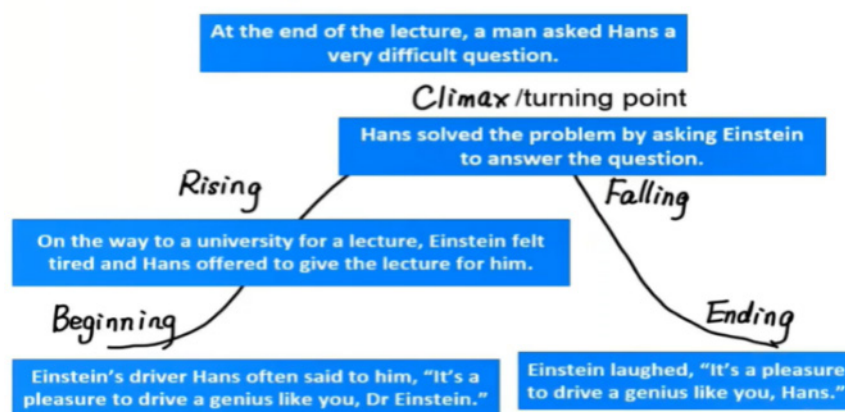 At the end of the lecture, a man asked Hans a
very difficult question.
Climax /turning point
Hans solved the problem by asking Einstein
to answer the question.
Rising
Falling
On the way to a university for a lecture, Einstein felt
tired and Hans offered to give the lecture for him.
Beginning
Ending
Einstein's driver Hans often said to him, "It's a
pleasure to drive a genius like you, Dr Einstein."
Einstein laughed, "It's a pleasure
to drive a genius like you, Hans."